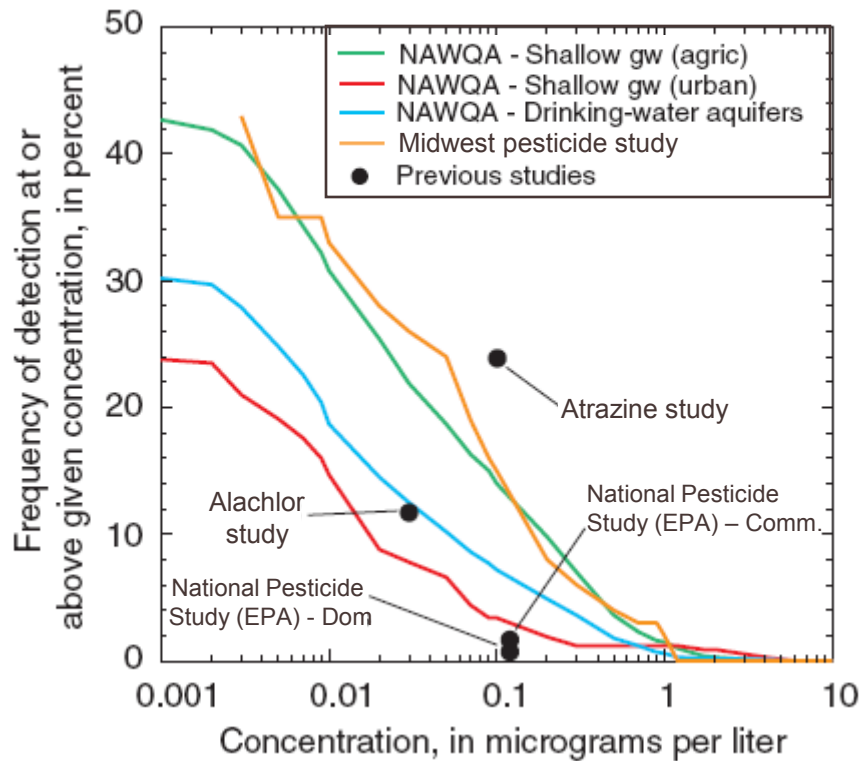 50
40
30
20
10
0
Frequency of detection at or
above given concentration, in percent
NAWQA - Shallow gw (agric)
NAWQA - Shallow gw (urban)
NAWQA - Drinking-water aquifers
Midwest pesticide study
Previous studies
Atrazine study
National Pesticide
Study (EPA) – Comm.
Alachlor
study
National Pesticide
Study (EPA) - Dom
0.001 0.01 0.1 1 10
Concentration, in micrograms per liter